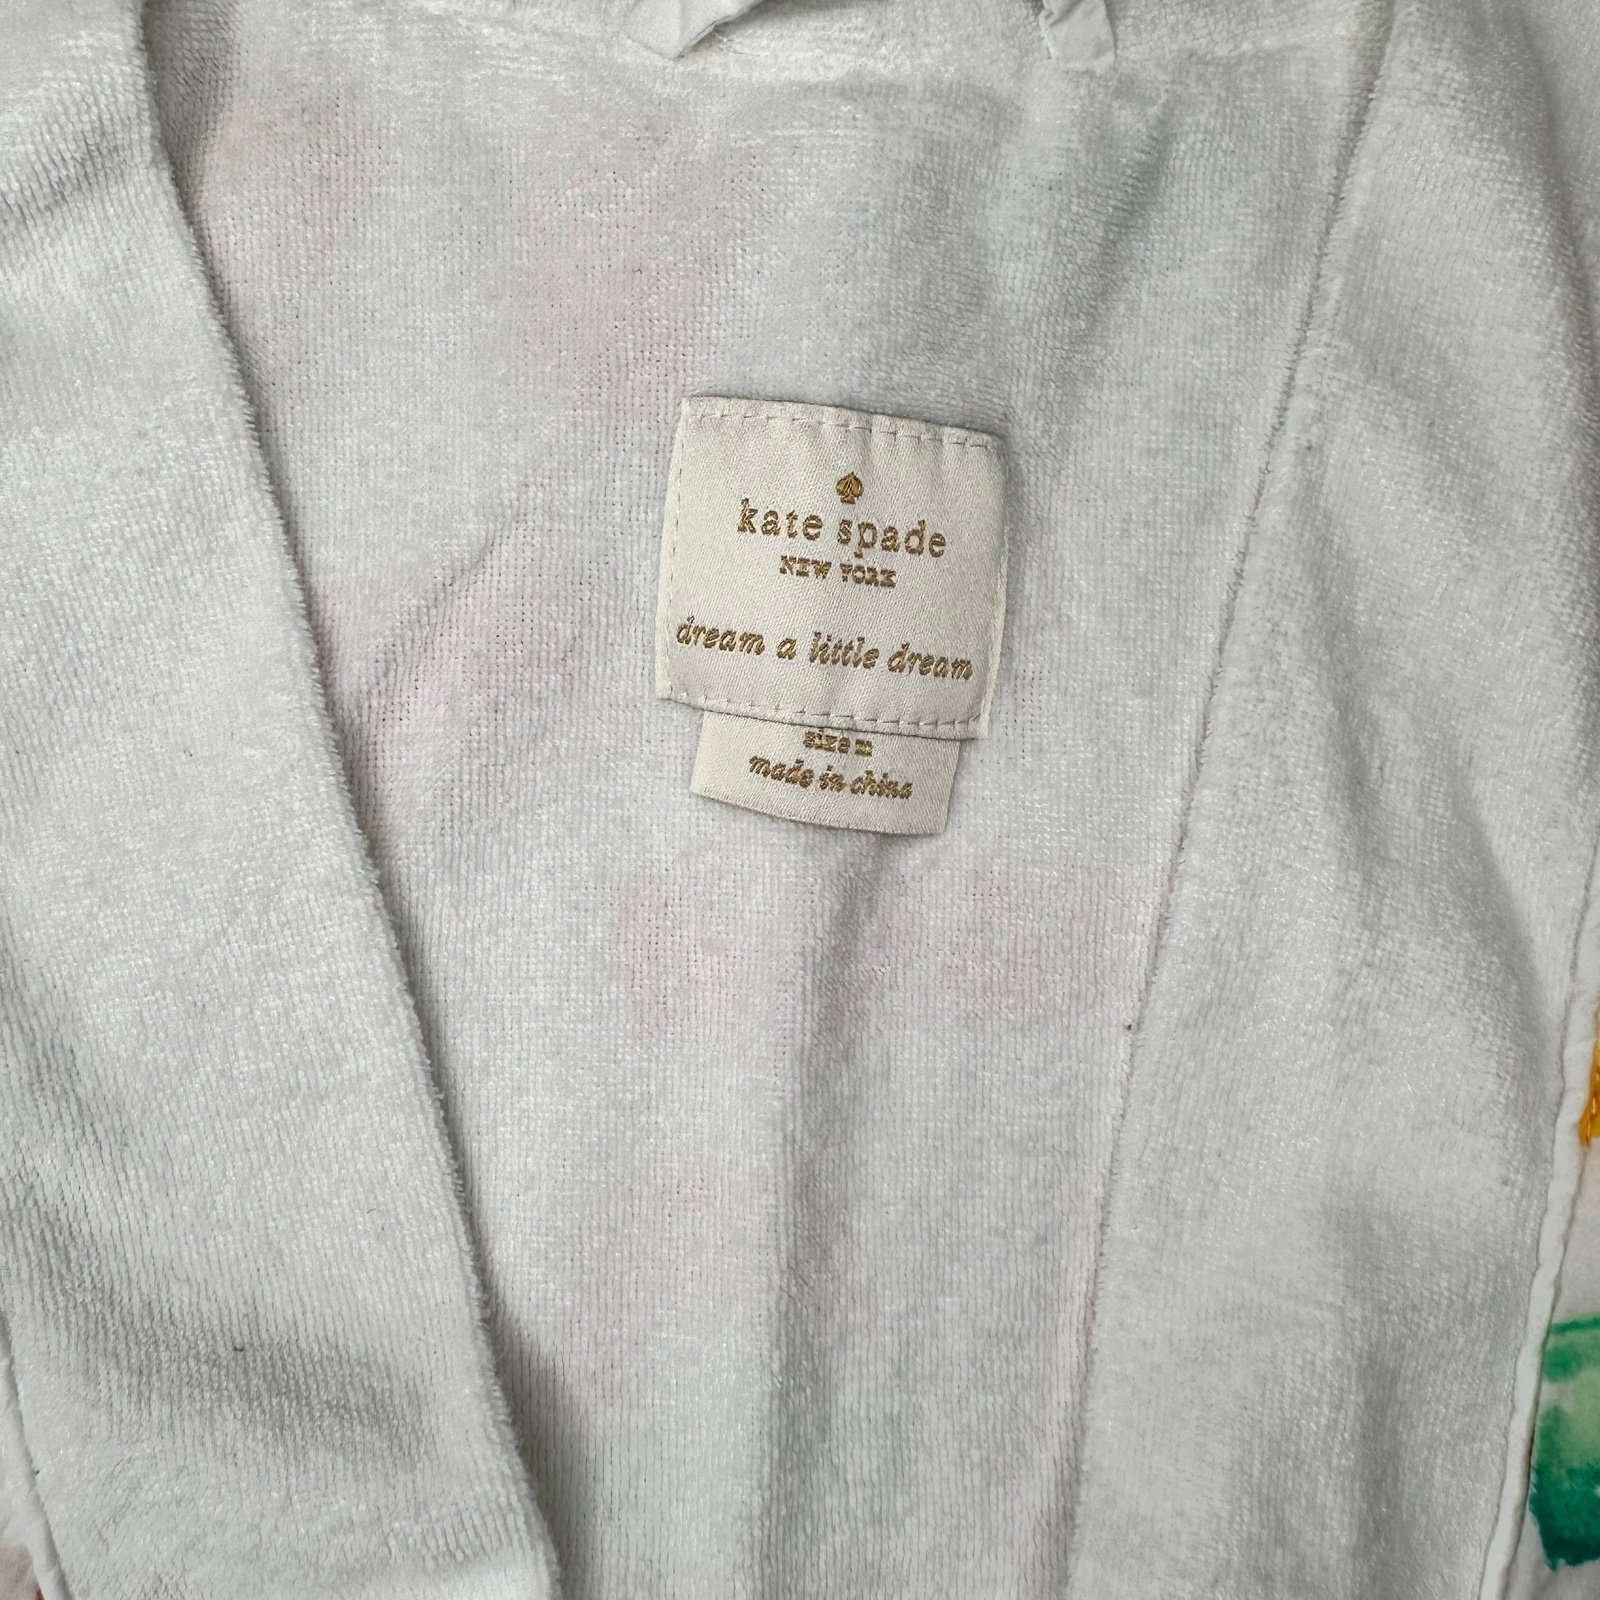 kate spade
NEW YORK
dream a little dream
size m
made in china